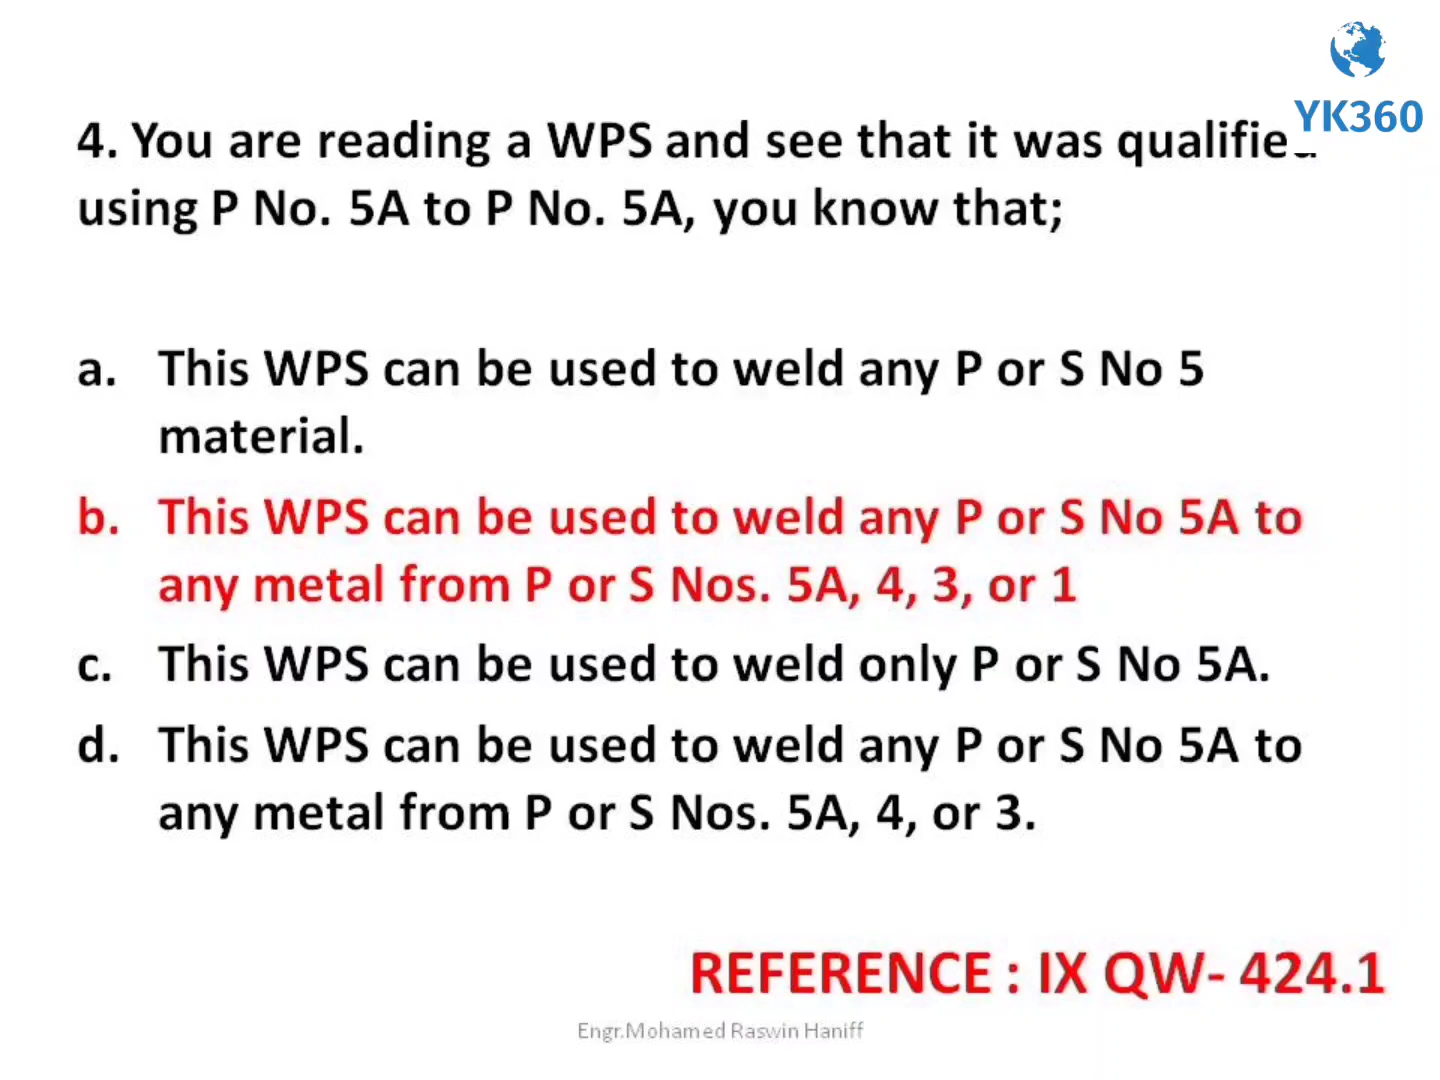 YK360
4. You are reading a WPS and see that it was qualified
using P No. 5A to P No. 5A, you know that;
a. This WPS can be used to weld any P or S No 5
material.
b. This WPS can be used to weld any P or S No 5A to
any metal from P or S Nos. 5A, 4, 3, or 1
c. This WPS can be used to weld only P or S No 5A.
d. This WPS can be used to weld any P or S No 5A to
any metal from P or S Nos. 5A, 4, or 3.
REFERENCE : IX QW- 424.1
Engr.Mohamed Raswin Haniff